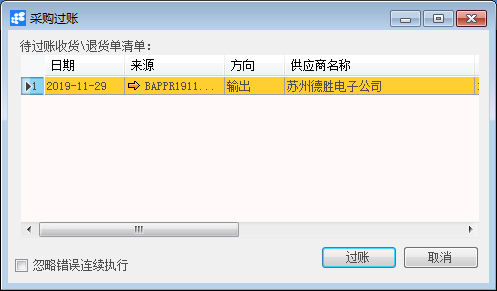 采购过账
待过账收货\退货单清单:
日期 来源 方向 供应商名称
1 2019-11-29 BAPPR1911... 输出 苏州德胜电子公司
过账 取消
忽略错误连续执行